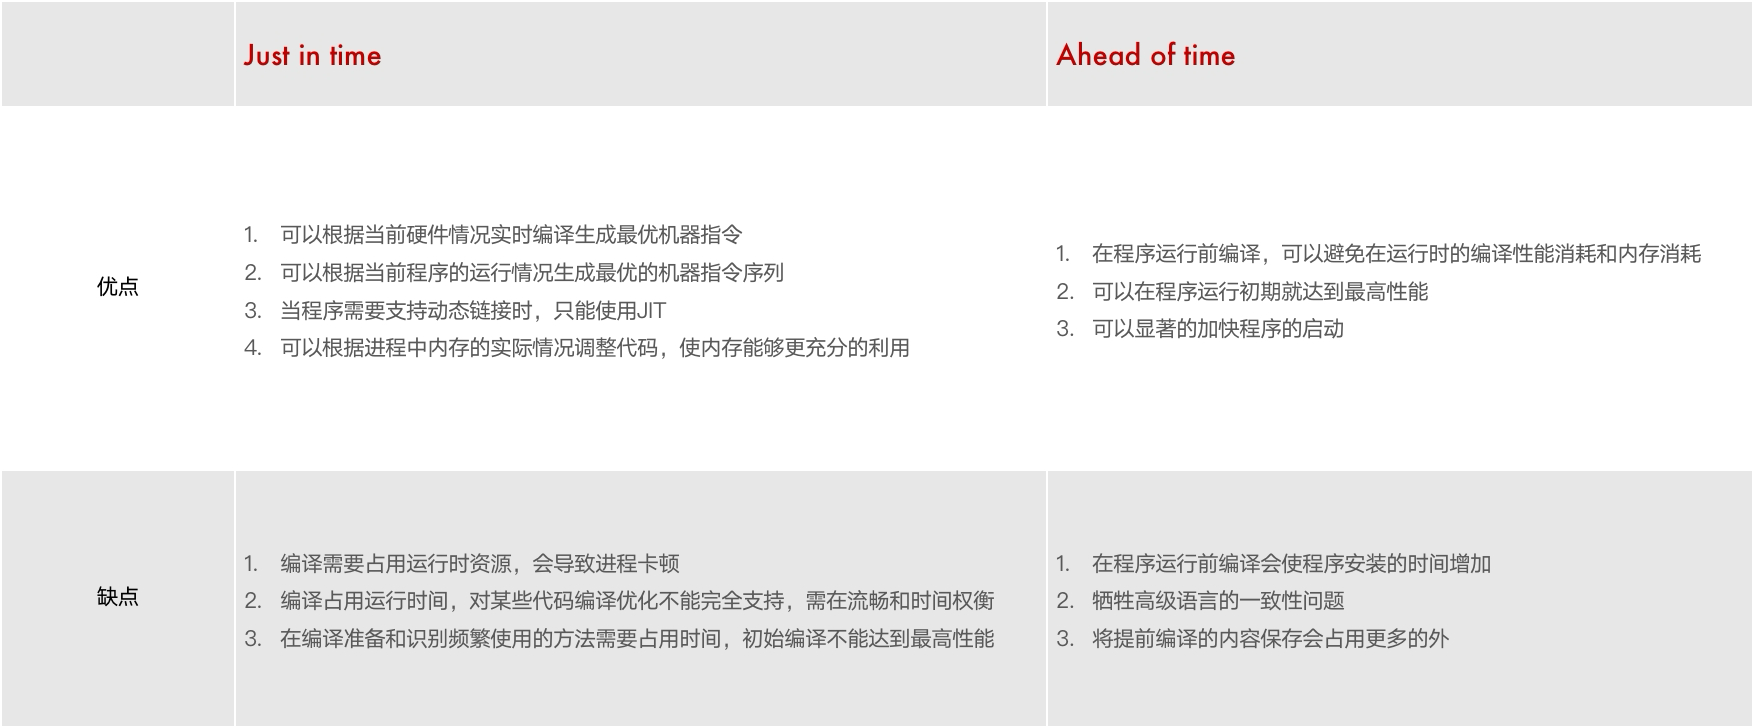 Just in time
Ahead of time
优点
1. 可以根据当前硬件情况实时编译生成最优机器指令
2. 可以根据当前程序的运行情况生成最优的机器指令序列
3. 当程序需要支持动态链接时，只能使用JIT
4. 可以根据进程中内存的实际情况调整代码，使内存能够更充分的利用
1. 在程序运行前编译，可以避免在运行时的编译性能消耗和内存消耗
2. 可以在程序运行初期就达到最高性能
3. 可以显著的加快程序的启动
缺点
1. 编译需要占用运行时资源，会导致进程卡顿
2. 编译占用运行时间，对某些代码编译优化不能完全支持，需在流畅和时间权衡
3. 在编译准备和识别频繁使用的方法需要占用时间，初始编译不能达到最高性能
1. 在程序运行前编译会使程序安装的时间增加
2. 牺牲高级语言的一致性问题
3. 将提前编译的内容保存会占用更多的外